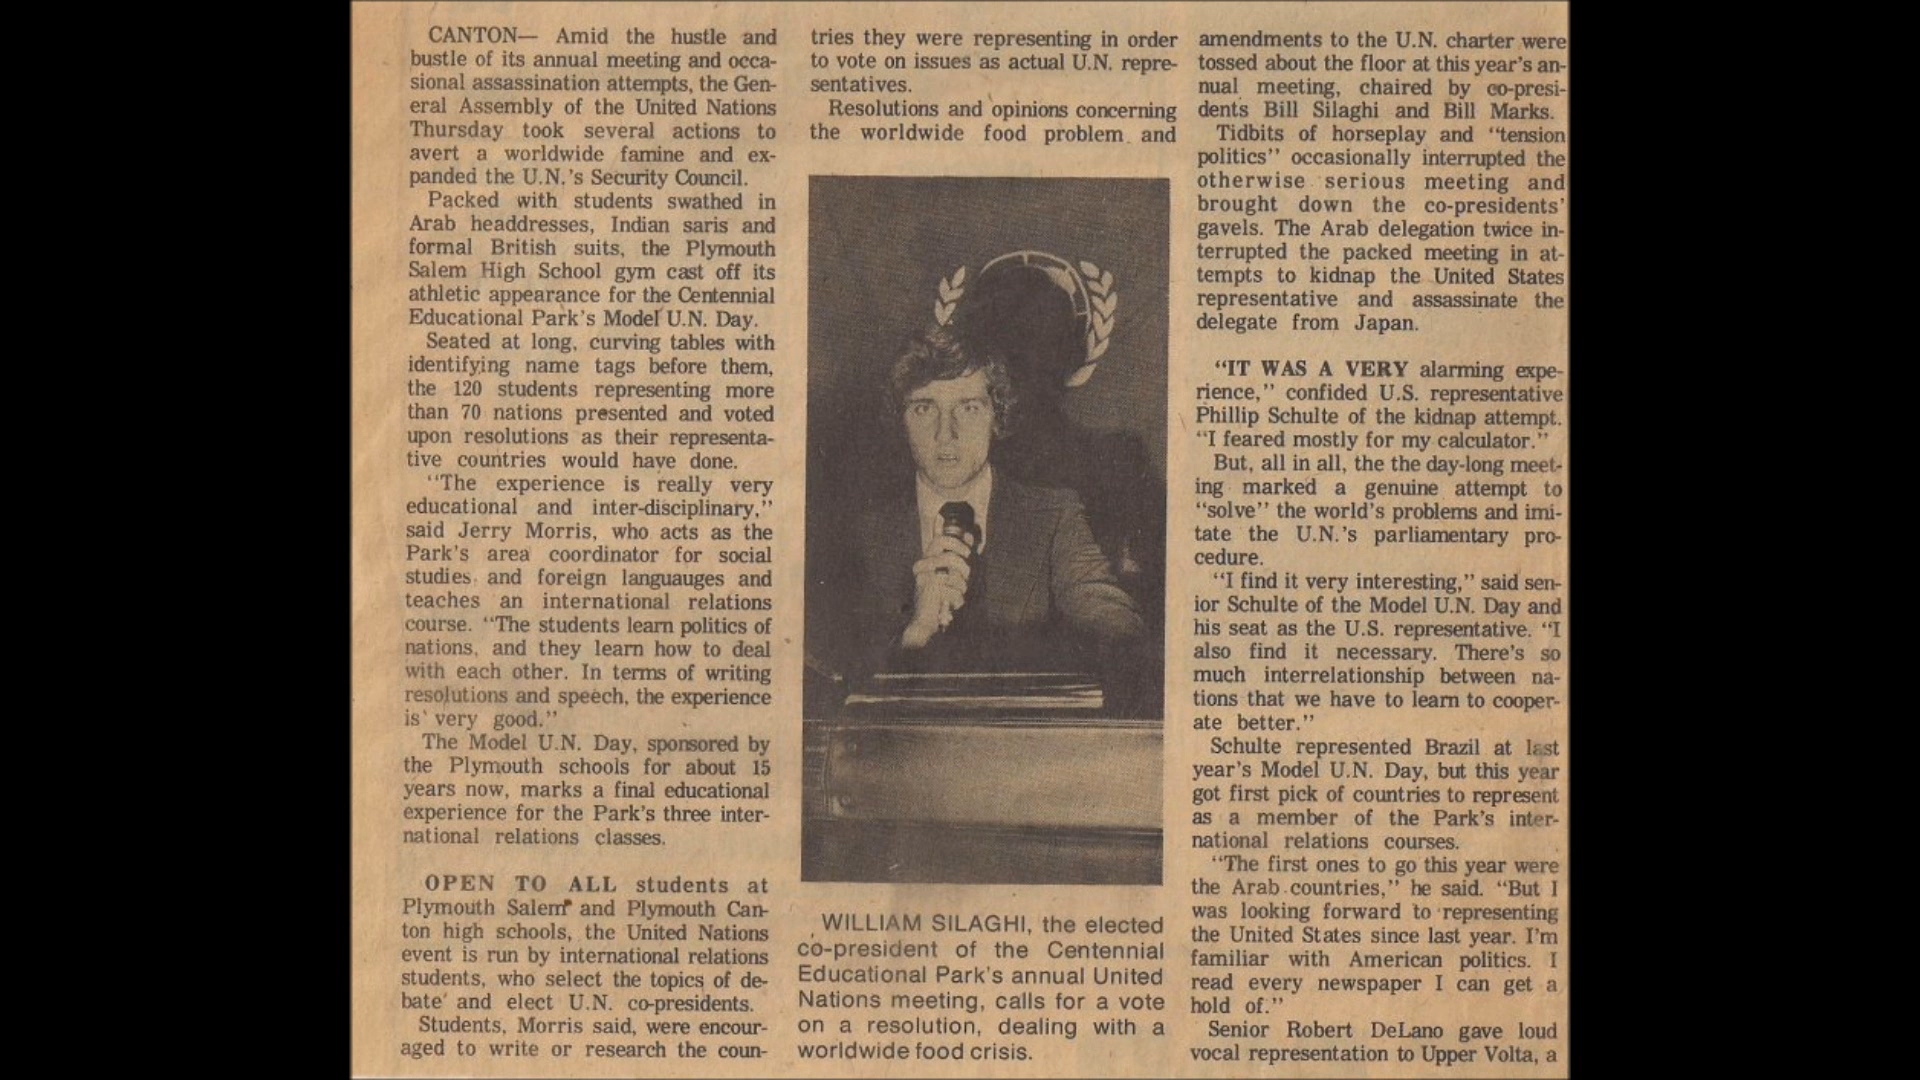 CANTON— Amid the hustle and
bustle of its annual meeting and occa-
sional assassination attempts, the Gen-
eral Assembly of the United Nations
Thursday took several actions to
avert a worldwide famine and ex-
panded the U.N.'s Security Council.
Packed with students swathed in
Arab headdresses, Indian saris and
formal British suits, the Plymouth
Salem High School gym cast off its
athletic appearance for the Centennial
Educational Park's Model U.N. Day.
Seated at long, curving tables with
identifying name tags before them,
the 120 students representing more
than 70 nations presented and voted
upon resolutions as their representa-
tive countries would have done.
"The experience is really very
educational and inter-disciplinary,"
said Jerry Morris, who acts as the
Park's area coordinator for social
studies and foreign languauges and
teaches an international relations
course. "The students learn politics of
nations, and they learn how to deal
with each other. In terms of writing
resolutions and speech, the experience
is very good."
The Model U.N. Day, sponsored by
the Plymouth schools for about 15
years now, marks a final educational
experience for the Park's three inter-
national relations classes.
OPEN TO ALL students at
Plymouth Salem and Plymouth Can-
ton high schools, the United Nations
event is run by international relations
students, who select the topics of de-
bate and elect U.N. co-presidents.
Students, Morris said, were encour-
aged to write or research the coun-
tries they were representing in order
to vote on issues as actual U.N. repre-
sentatives.
Resolutions and opinions concerning
the worldwide food problem and
WILLIAM SILAGHI, the elected
co-president of the Centennial
Educational Park's annual United
Nations meeting, calls for a vote
on a resolution, dealing with a
worldwide food crisis.
amendments to the U.N. charter were
tossed about the floor at this year's an-
nual meeting, chaired by co-presi-
dents Bill Silaghi and Bill Marks.
Tidbits of horseplay and "tension
politics" occasionally interrupted the
otherwise serious meeting and
brought down the co-presidents'
gavels. The Arab delegation twice in-
terrupted the packed meeting in at-
tempts to kidnap the United States
representative and assassinate the
delegate from Japan.
"IT WAS A VERY alarming expe-
rience," confided U.S. representative
Phillip Schulte of the kidnap attempt.
"I feared mostly for my calculator."
But, all in all, the the day-long meet-
ing marked a genuine attempt to
"solve" the world's problems and imi-
tate the U.N.'s parliamentary pro-
cedure.
"I find it very interesting," said sen-
ior Schulte of the Model U.N. Day and
his seat as the U.S. representative. "I
also find it necessary. There's so
much interrelationship between na-
tions that we have to learn to cooper-
ate better."
Schulte represented Brazil at last
year's Model U.N. Day, but this year
got first pick of countries to represent
as a member of the Park's inter-
national relations courses.
"The first ones to go this year were
the Arab countries," he said. "But I
was looking forward to representing
the United States since last year. I'm
familiar with American politics. I
read every newspaper I can get a
hold of."
Senior Robert DeLano gave loud
vocal representation to Upper Volta, a